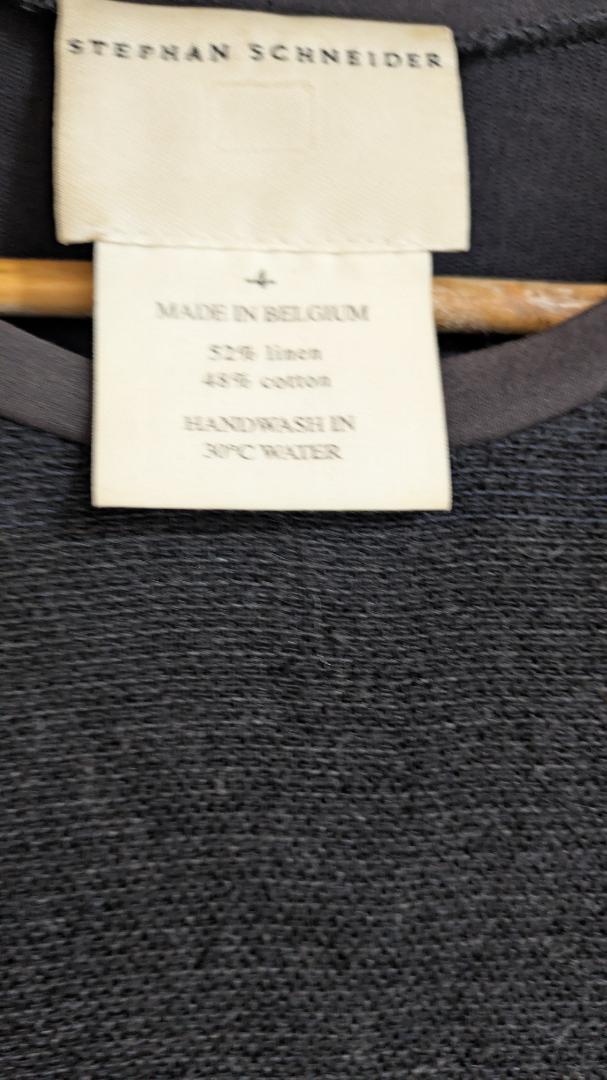 STEPHAN SCHNEIDER
4
MADE IN BELGIUM
52% linen
48% cotton
HANDWASH IN
30°C WATER